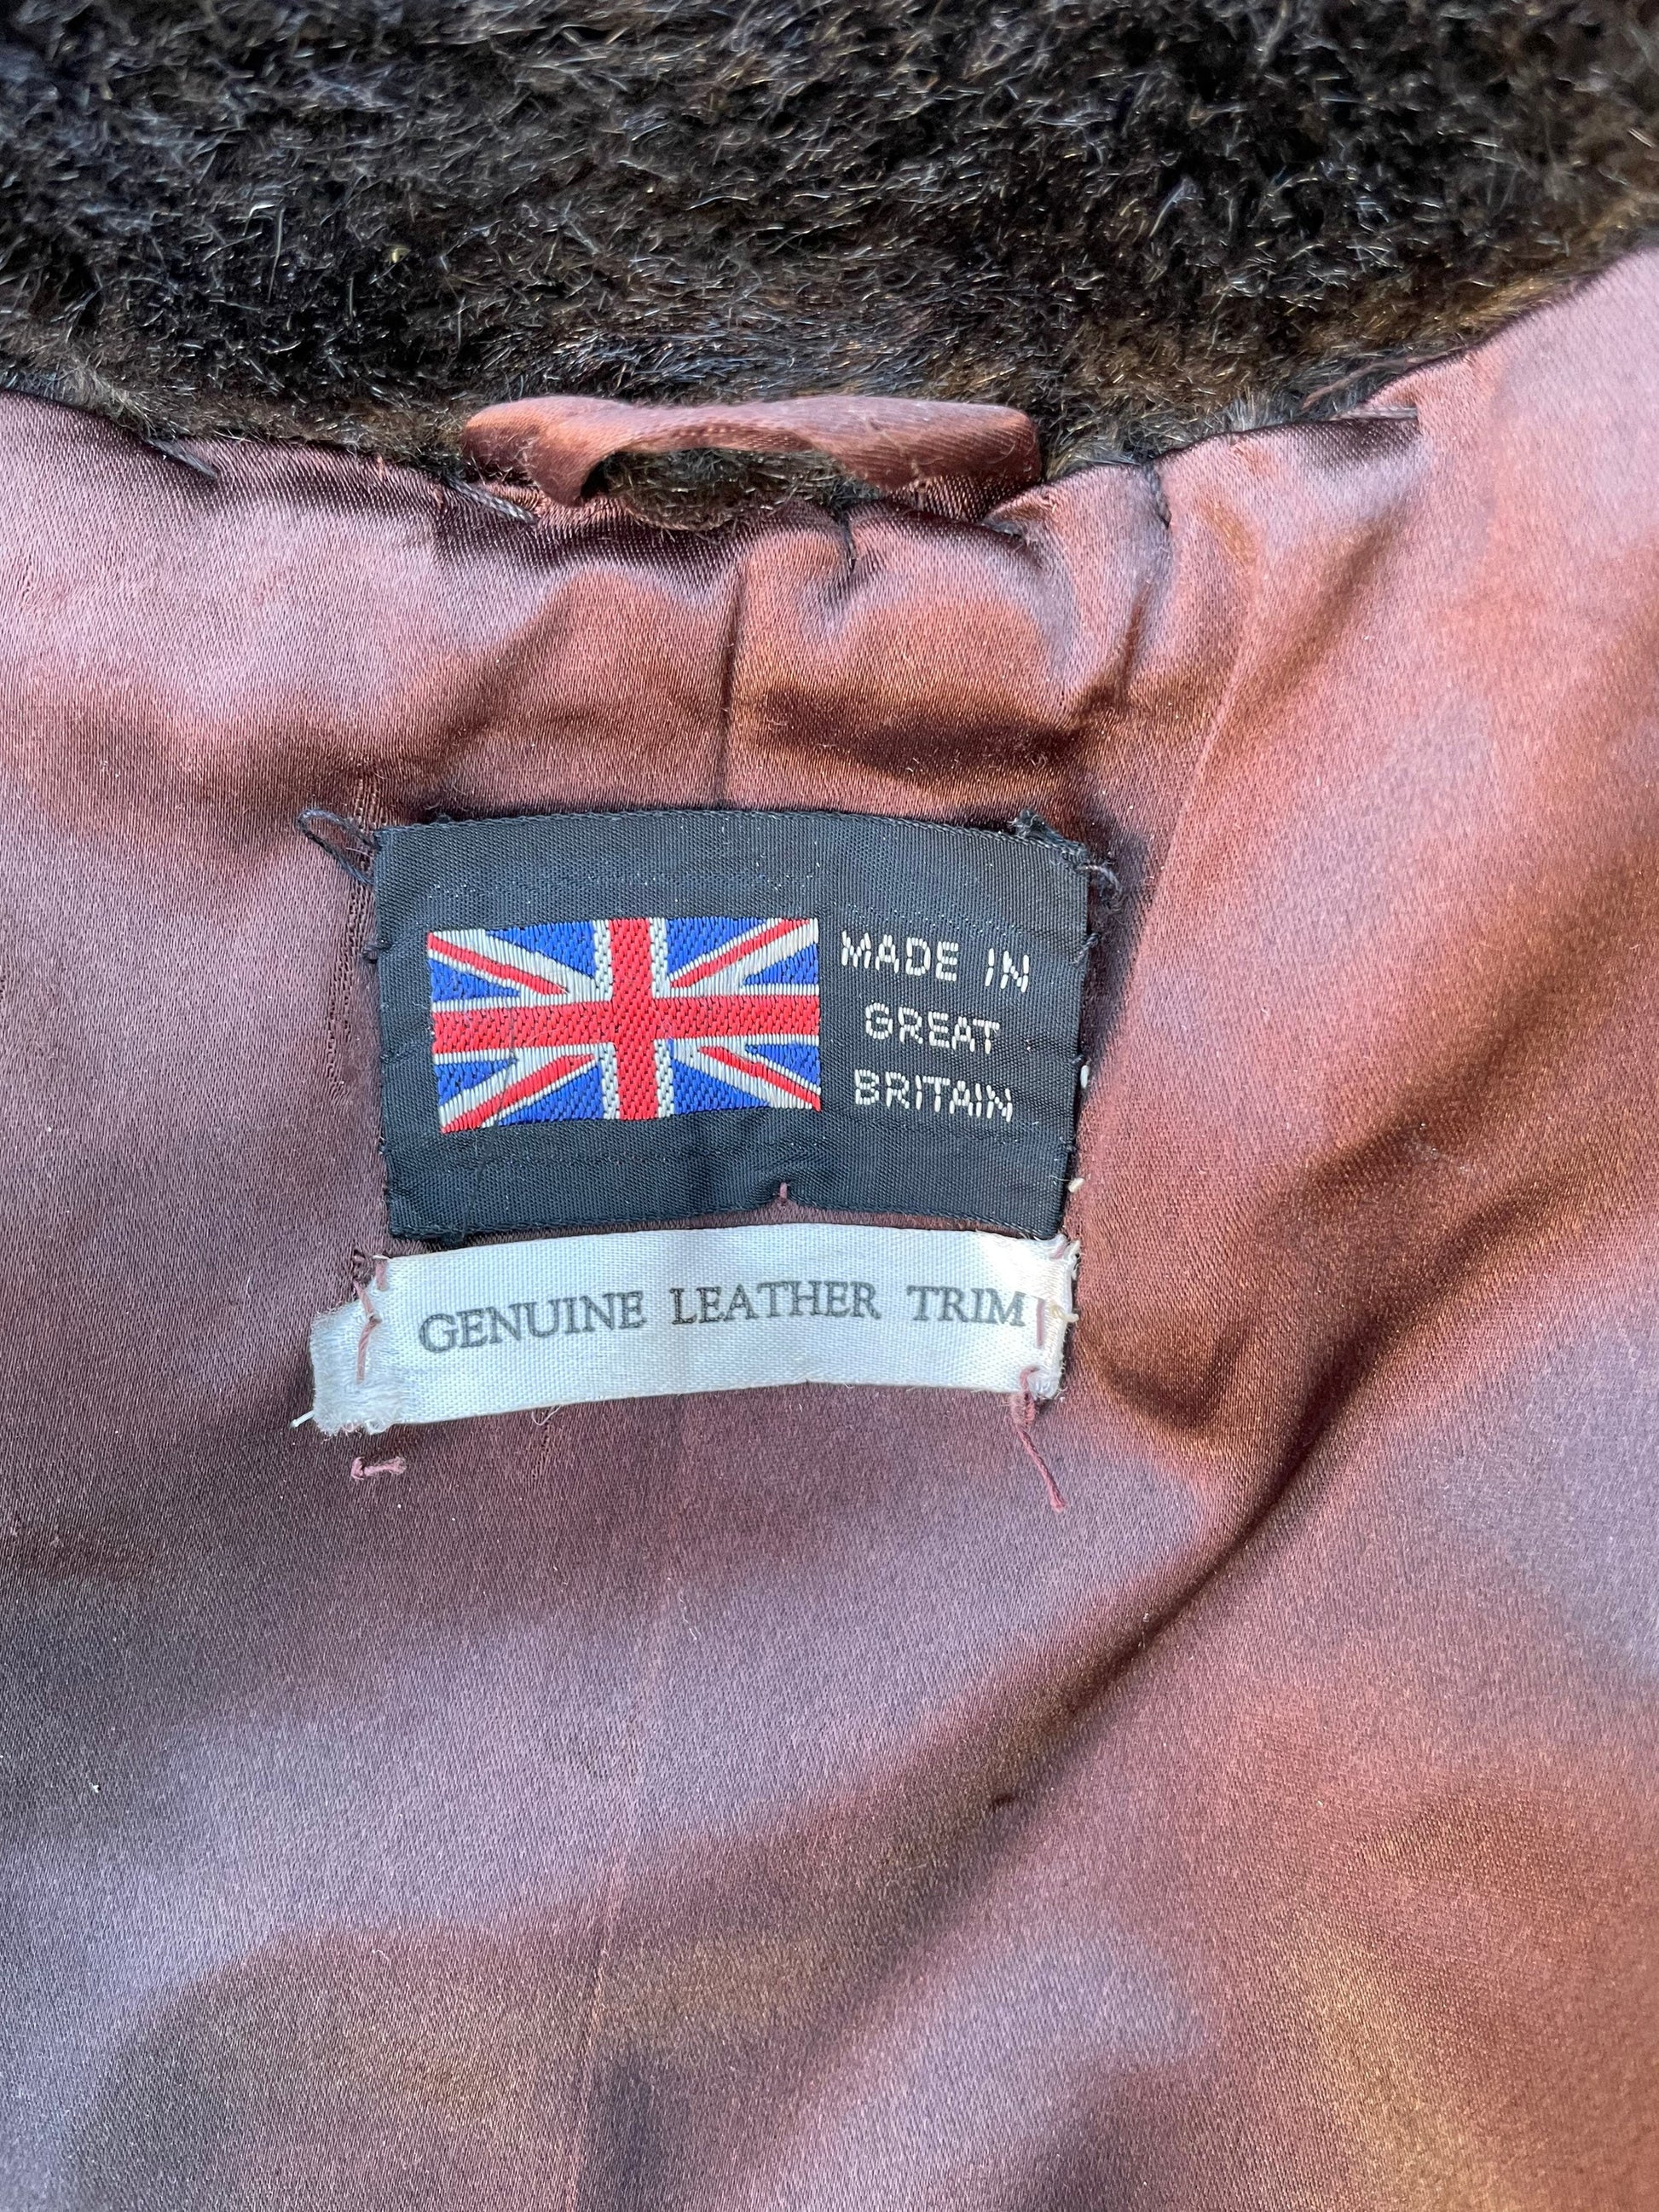 MADE IN
GREAT
BRITAIN
GENUINE LEATHER TRIM